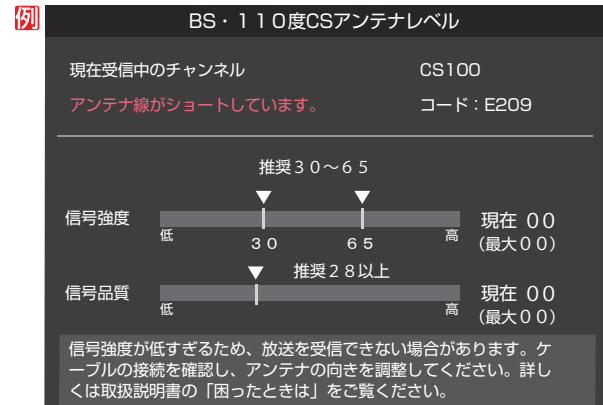 例
BS・１１０度CSアンテナレベル
現在受信中のチャンネル CS100
アンテナ線がショートしています。 コード：E209
推奨３０～６５
信号強度 低 ３０ ６５ 高 現在 ００
(最大００)
推奨２８以上
信号品質 低 高 現在 ００
(最大００)
信号強度が低すぎるため、放送を受信できない場合があります。ケ
ーブルの接続を確認し、アンテナの向きを調整してください。詳し
くは取扱説明書の「困ったときは」をご覧ください。